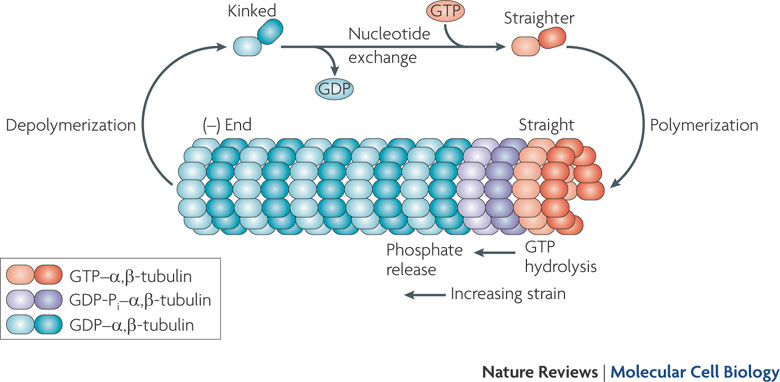 Kinked
GTP
Straighter
Nucleotide
exchange
GDP
Depolymerization
(–) End
Straight
Polymerization
Phosphate
release
GTP
hydrolysis
Increasing strain
GTP–α,β-tubulin
GDP-Pi–α,β-tubulin
GDP–α,β-tubulin
Nature Reviews | Molecular Cell Biology